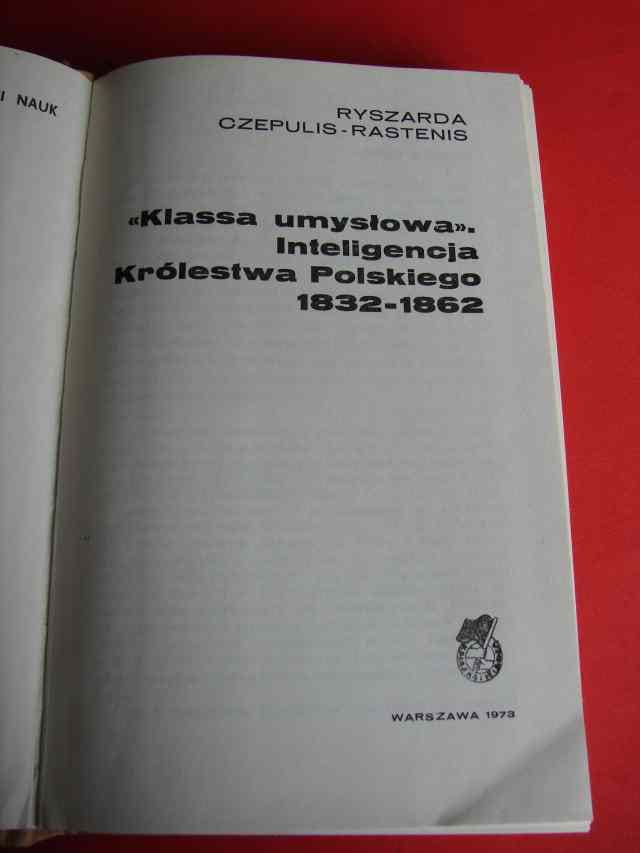 I NAUK
RYSZARDA
CZEPULIS-RASTENIS
«Klassa umysłowa».
Inteligencja
Królestwa Polskiego
1832-1862
WARSZAWA 1973